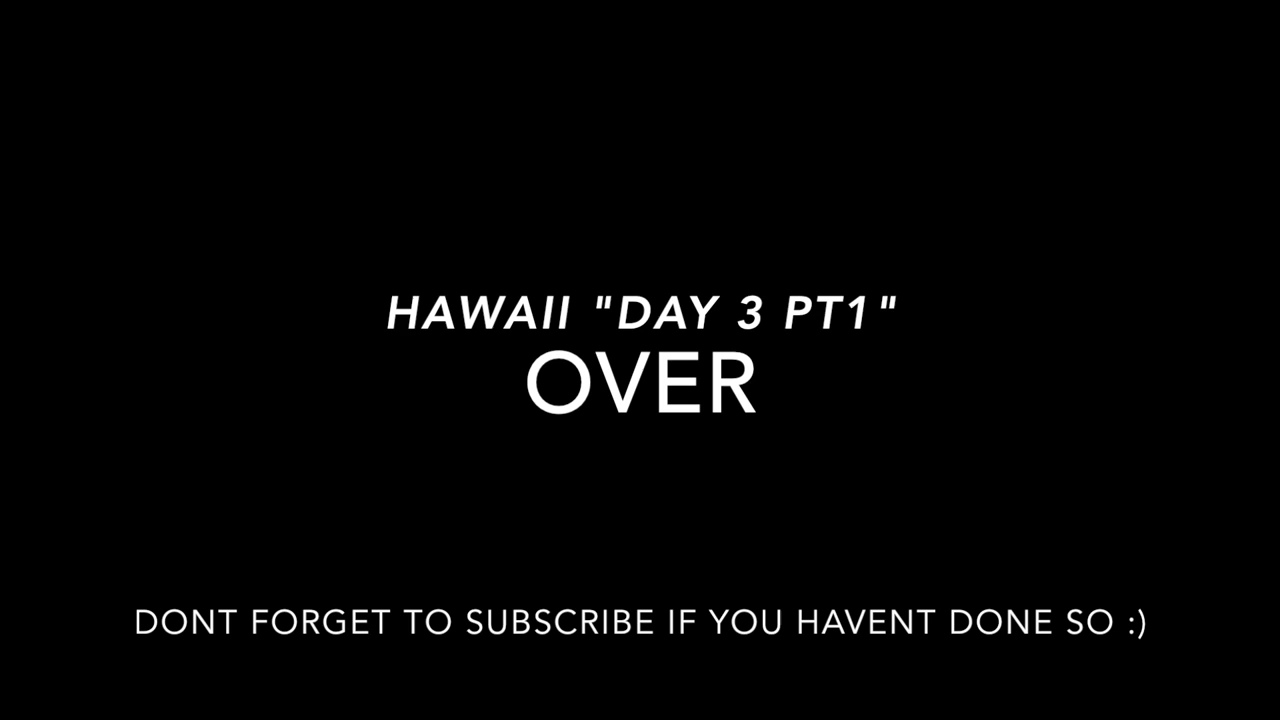 HAWAII "DAY 3 PT1"
OVER
DONT FORGET TO SUBSCRIBE IF YOU HAVENT DONE SO :)